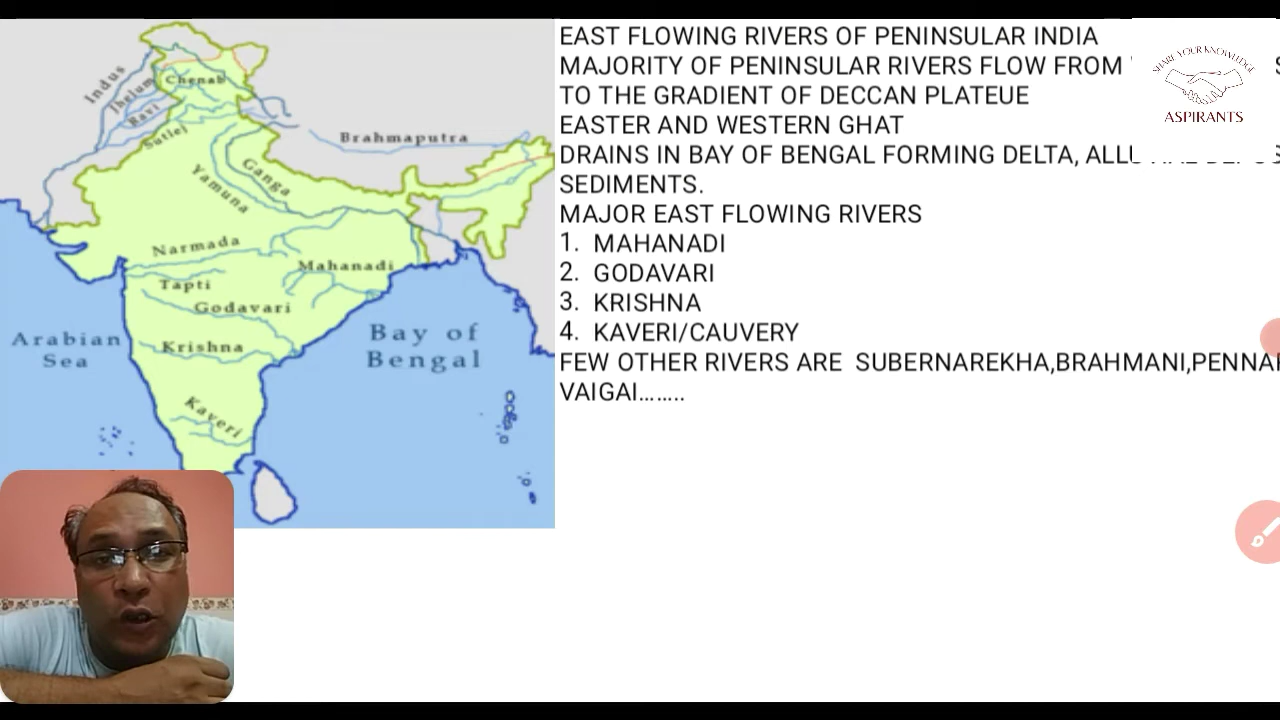 EAST FLOWING RIVERS OF PENINSULAR INDIA
MAJORITY OF PENINSULAR RIVERS FLOW FROM
TO THE GRADIENT OF DECCAN PLATEUE
EASTER AND WESTERN GHAT
DRAINS IN BAY OF BENGAL FORMING DELTA,
SEDIMENTS.
MAJOR EAST FLOWING RIVERS
1. MAHANADI
2. GODAVARI
3. KRISHNA
4. KAVERI/CAUVERY
FEW OTHER RIVERS ARE SUBERNAREKHA,BRAHMANI,
VAIGAI........
SHARE YOUR KNOWLEDGE
ASPIRANTS
Indus
Jhelum
Chenab
Ravi
Sutlej
Brahmaputra
Ganga
Yamuna
Narmada
Mahanadi
Tapti
Godavari
Krishna
Kaveri
Arabian
Sea
Bay of
Bengal